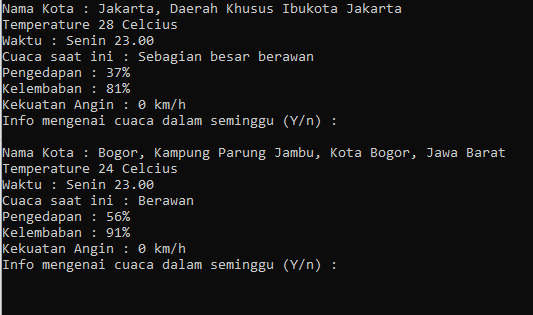 Nama Kota : Jakarta, Daerah Khusus Ibukota Jakarta
Temperature 28 Celcius
Waktu : Senin 23.00
Cuaca saat ini : Sebagian besar berawan
Pengedapan : 37%
Kelembaban : 81%
Kekuatan Angin : 0 km/h
Info mengenai cuaca dalam seminggu (Y/n) :
Nama Kota : Bogor, Kampung Parung Jambu, Kota Bogor, Jawa Barat
Temperature 24 Celcius
Waktu : Senin 23.00
Cuaca saat ini : Berawan
Pengedapan : 56%
Kelembaban : 91%
Kekuatan Angin : 0 km/h
Info mengenai cuaca dalam seminggu (Y/n) :